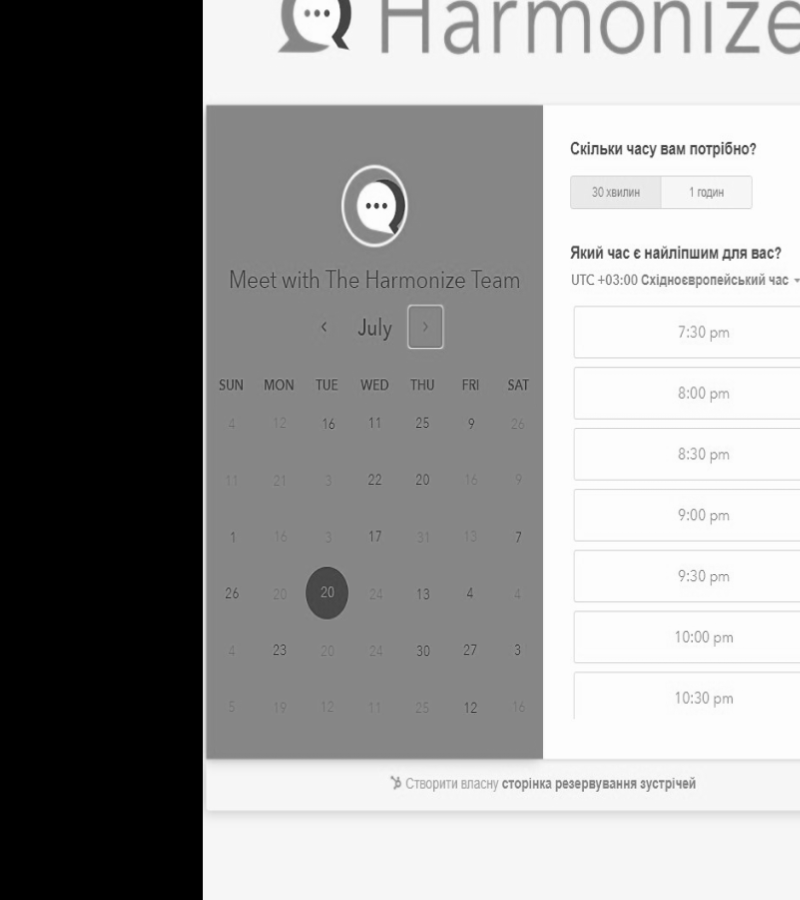 Harmonize
Meet with The Harmonize Team
July
SUN MON TUE WED THU FRI SAT
4 12 16 11 25 9 26
11 21 3 22 20 16 9
1 16 3 17 31 13 7
26 20 20 24 13 4 4
4 23 20 24 30 27 3
5 19 12 11 25 12 16
Скільки часу вам потрібно?
30 хвилин 1 годин
Який час є найліпшим для вас?
UTC +03:00 Східноєвропейський час
7:30 pm
8:00 pm
8:30 pm
9:00 pm
9:30 pm
10:00 pm
10:30 pm
Створити власну сторінка резервування зустрічей